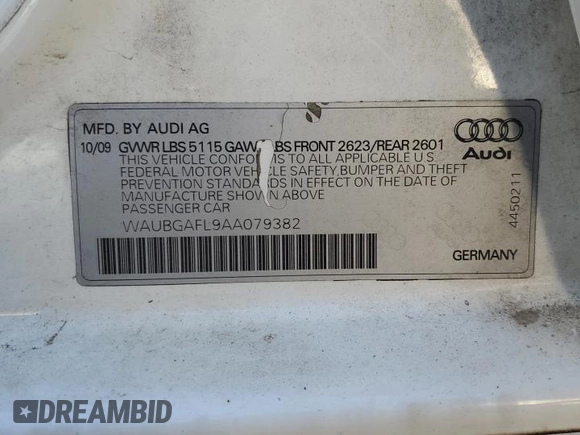 MFD. BY AUDI AG
10/09 GVWR LBS 5115 GAW LBS FRONT 2623/REAR 2601
THIS VEHICLE CONFORMS TO ALL APPLICABLE U S
FEDERAL MOTOR VEHICLE SAFETY, BUMPER AND THEFT
PREVENTION STANDARDS IN EFFECT ON THE DATE OF
MANUFACTURE SHOWN ABOVE
PASSENGER CAR
WAUBGAFL9AA079382
Audi
4450211
GERMANY
DREAMBID